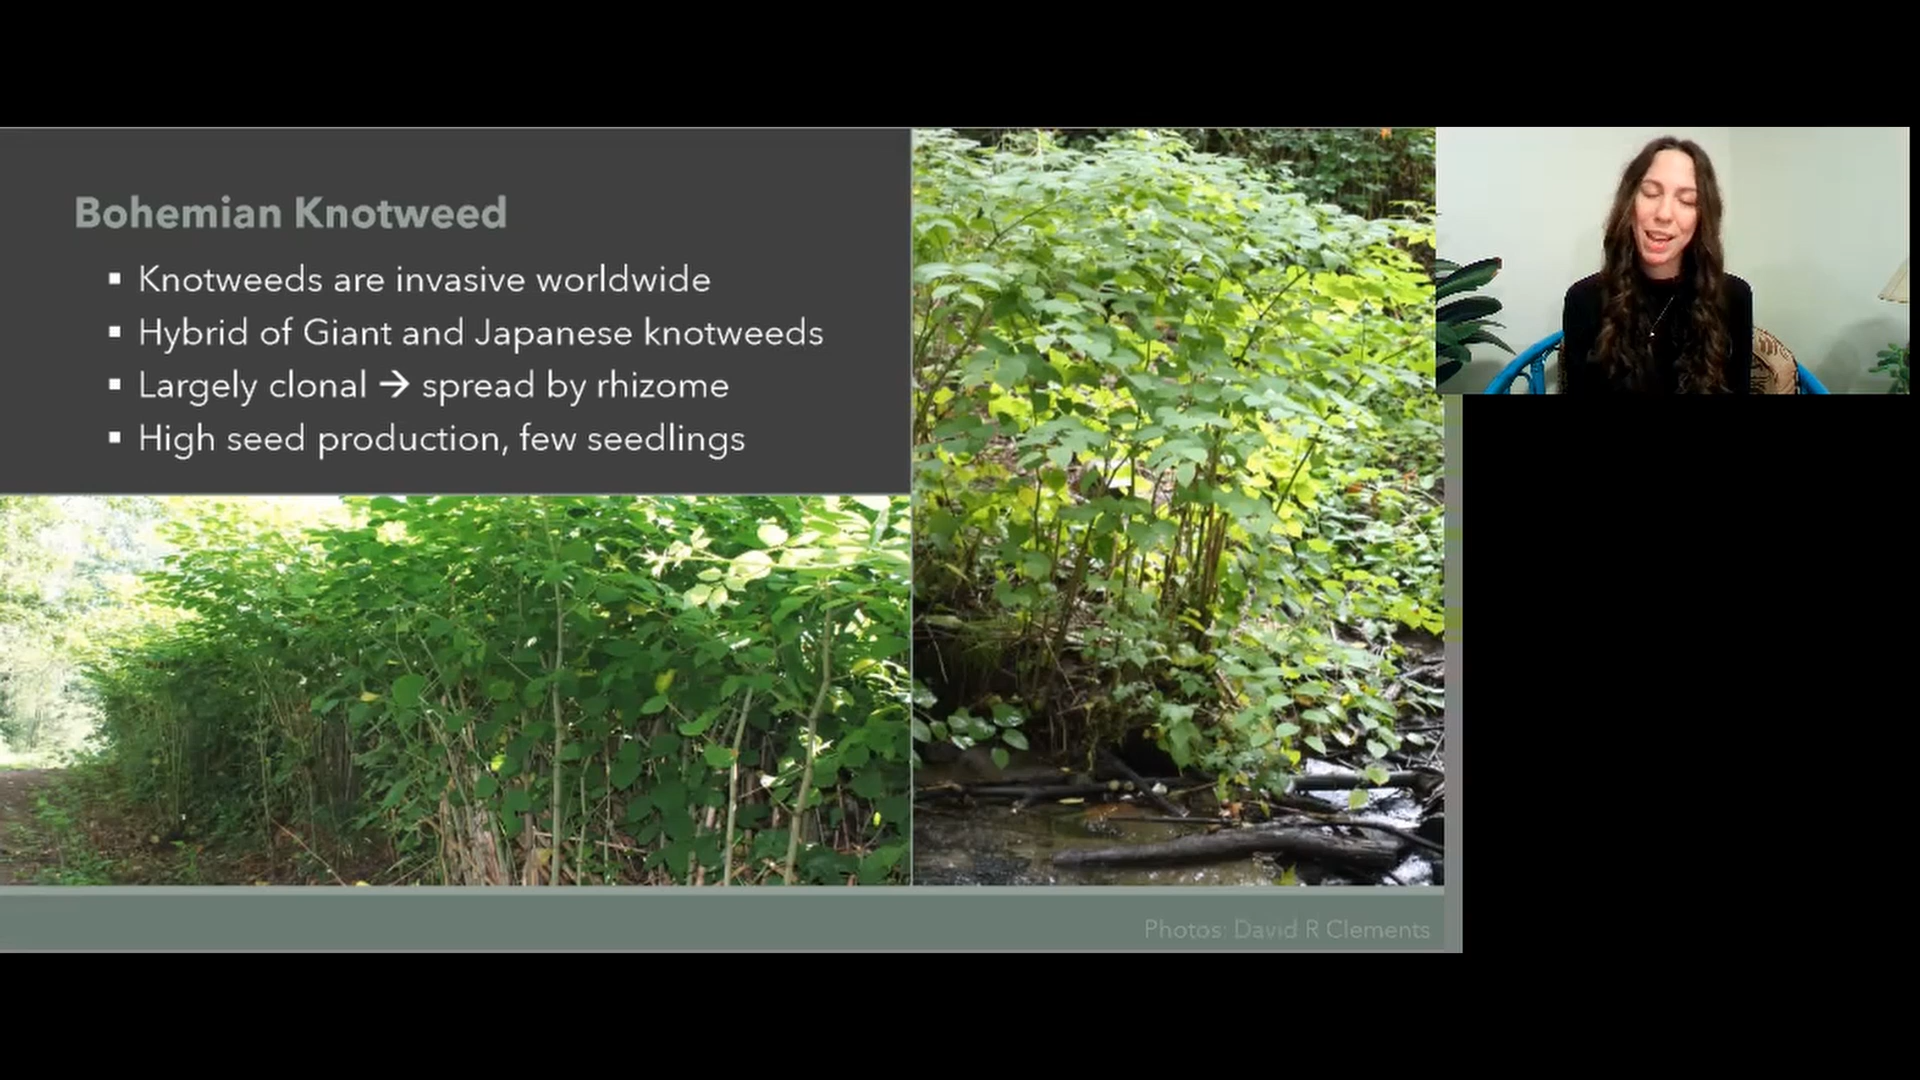 Bohemian Knotweed
▪ Knotweeds are invasive worldwide
▪ Hybrid of Giant and Japanese knotweeds
▪ Largely clonal → spread by rhizome
▪ High seed production, few seedlings
Photos: David R Clements